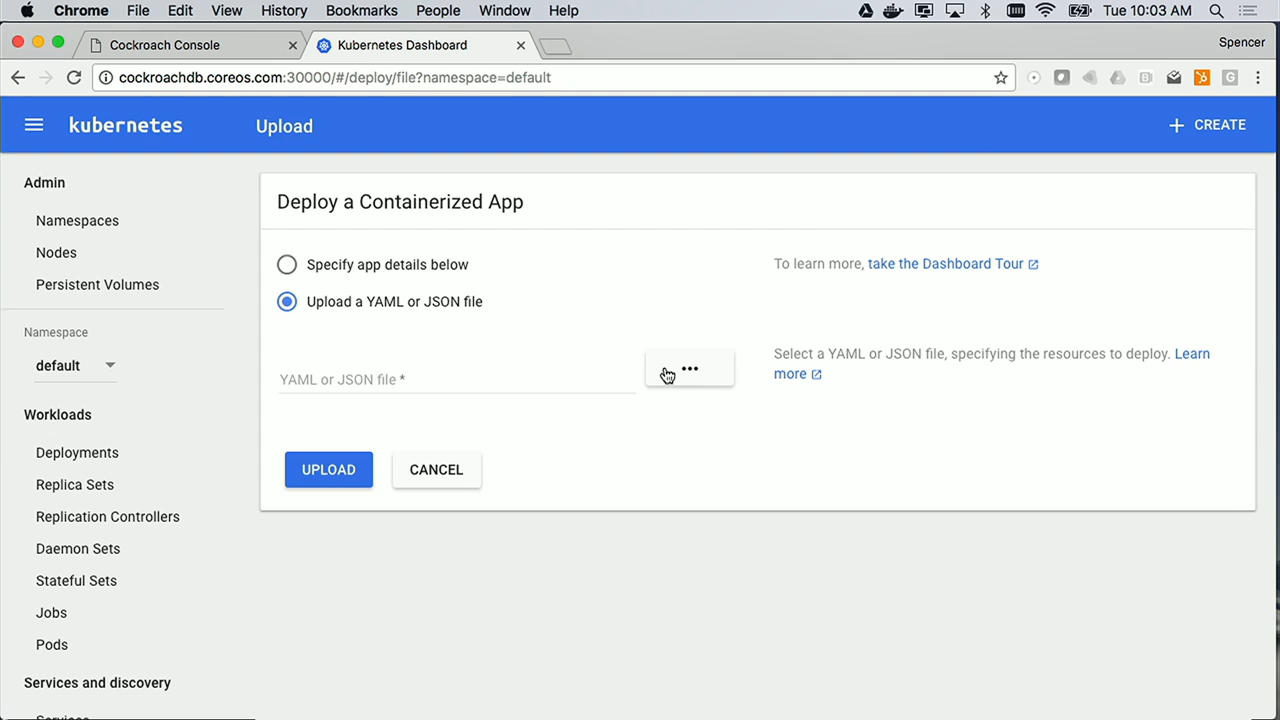 Chrome File Edit View History Bookmarks People Window Help Tue 10:03 AM
Cockroach Console Kubernetes Dashboard Spencer
cockroachdb.coreos.com:30000/#/deploy/file?namespace=default
kubernetes Upload + CREATE
Admin
Namespaces
Nodes
Persistent Volumes
Namespace
default
Workloads
Deployments
Replica Sets
Replication Controllers
Daemon Sets
Stateful Sets
Jobs
Pods
Services and discovery
Services
Deploy a Containerized App
Specify app details below
Upload a YAML or JSON file
YAML or JSON file *
•••
UPLOAD CANCEL
To learn more, take the Dashboard Tour
Select a YAML or JSON file, specifying the resources to deploy. Learn
more